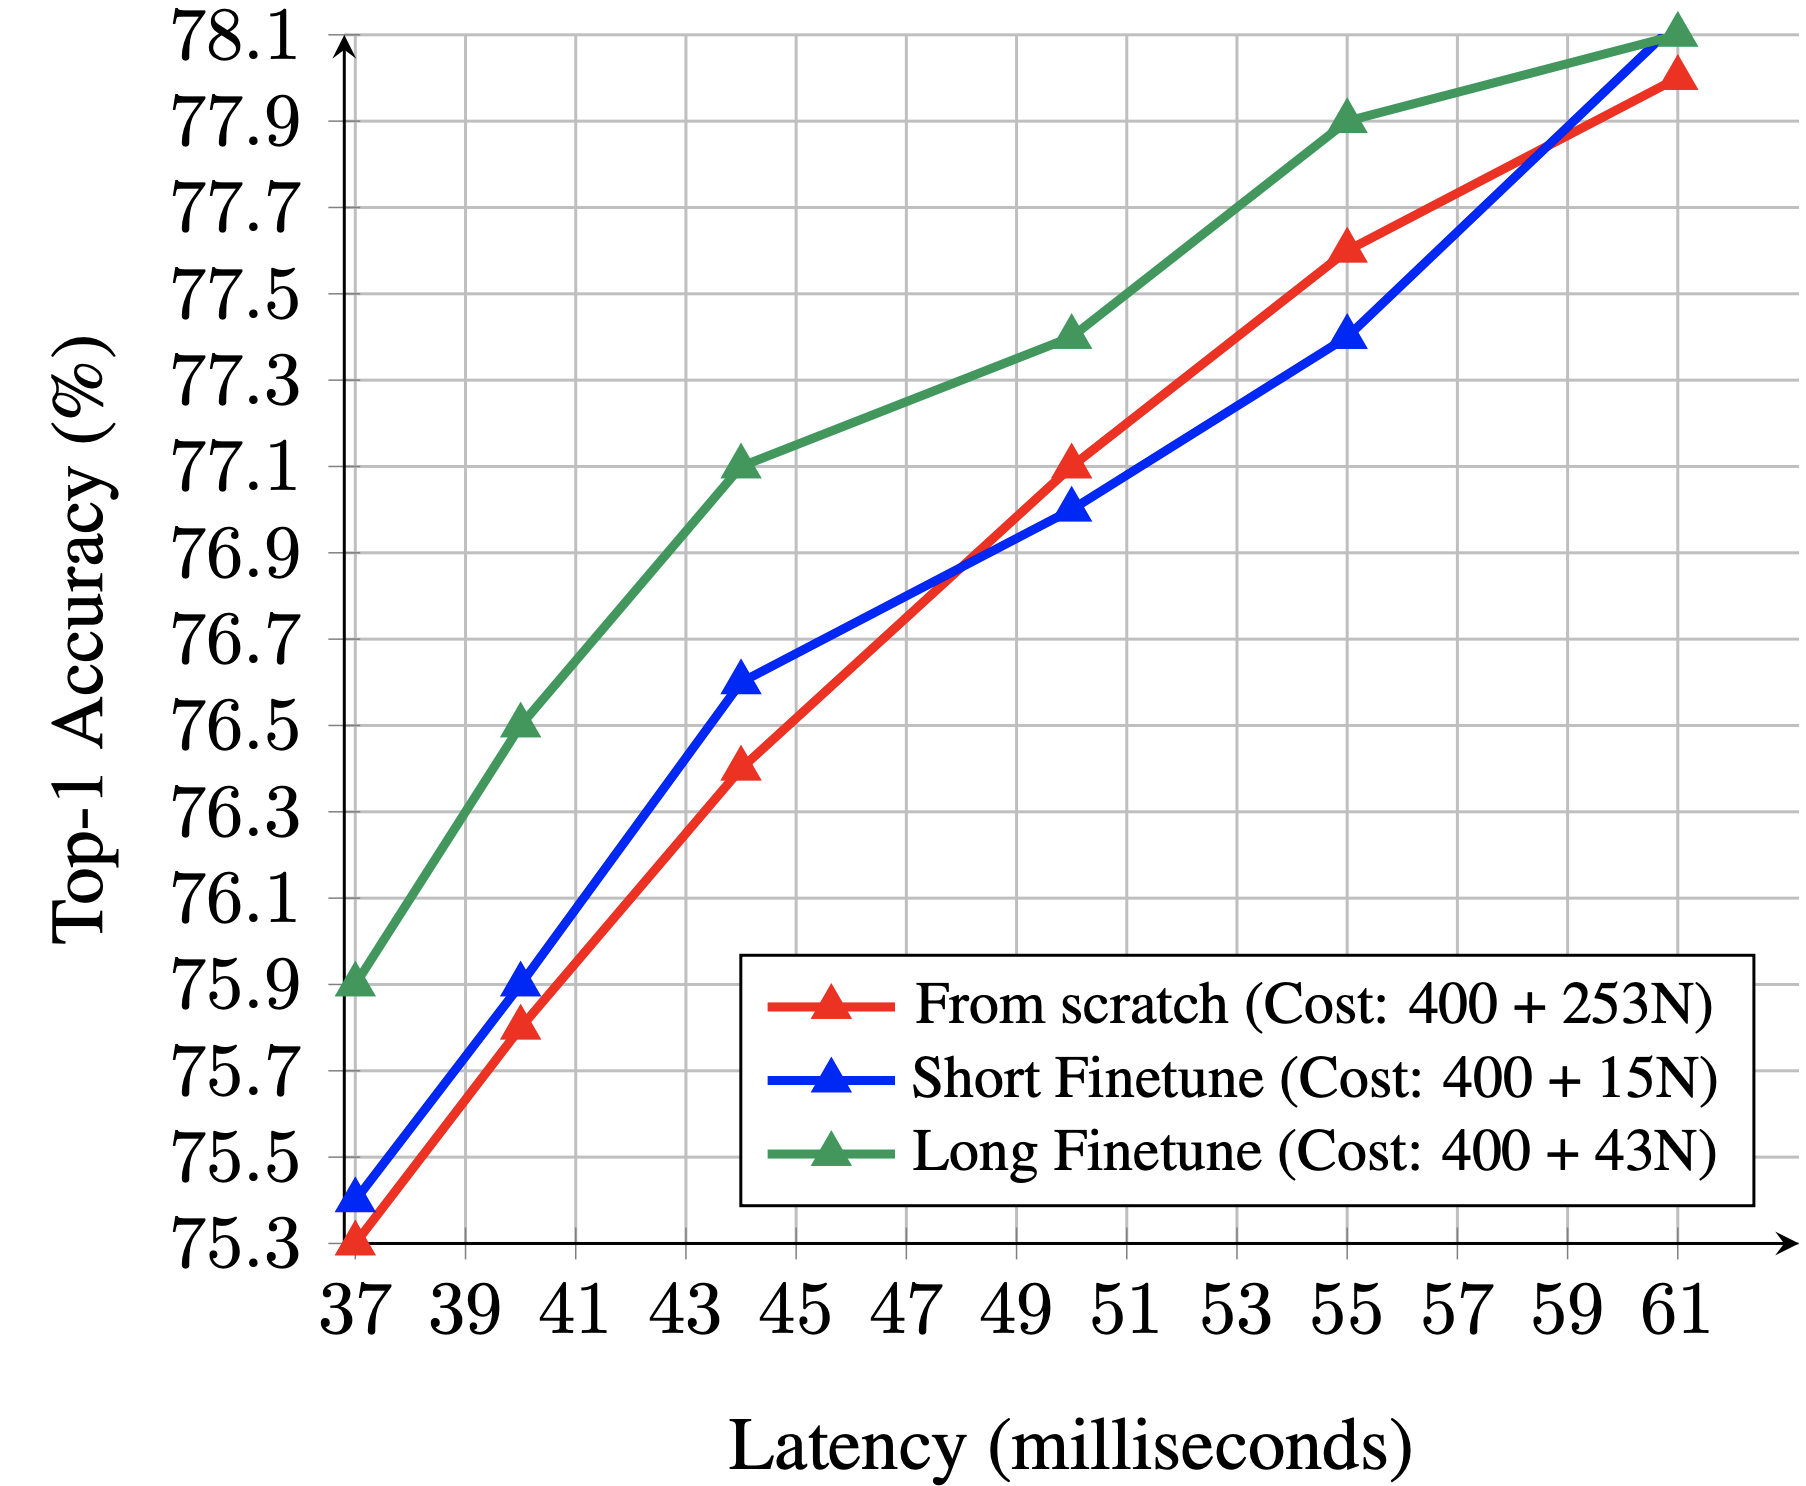 78.1
77.9
77.7
77.5
77.3
77.1
76.9
76.7
76.5
76.3
76.1
75.9
75.7
75.5
75.3
Top-1 Accuracy (%)
From scratch (Cost: 400 + 253N)
Short Finetune (Cost: 400 + 15N)
Long Finetune (Cost: 400 + 43N)
37 39 41 43 45 47 49 51 53 55 57 59 61
Latency (milliseconds)